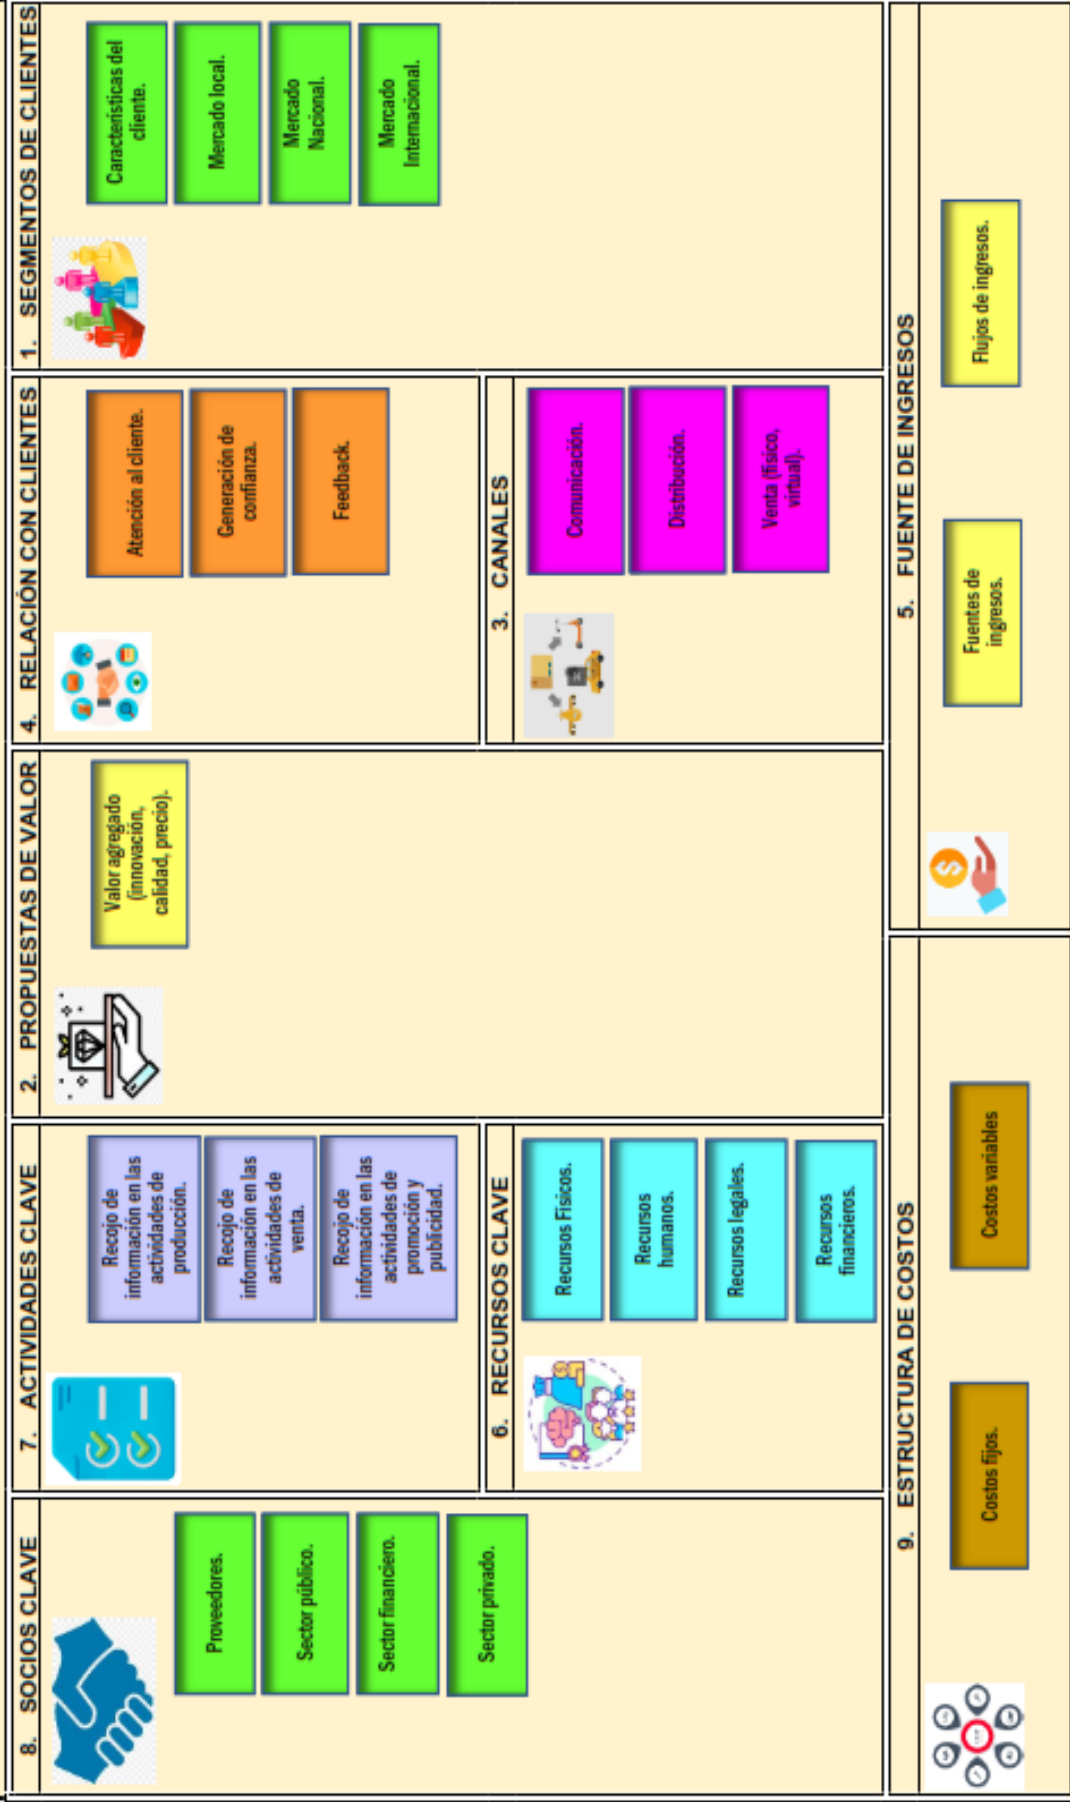 8. SOCIOS CLAVE
Proveedores.
Sector público.
Sector financiero.
Sector privado.
7. ACTIVIDADES CLAVE
Recojo de
información en las
actividades de
producción.
Recojo de
información en las
actividades de
venta.
Recojo de
información en las
actividades de
promoción y
publicidad.
6. RECURSOS CLAVE
Recursos Físicos.
Recursos
humanos.
Recursos legales.
Recursos
financieros.
2. PROPUESTAS DE VALOR
Valor agregado
(innovación,
calidad, precio).
4. RELACIÓN CON CLIENTES
Atención al cliente.
Generación de
confianza.
Feedback.
3. CANALES
Comunicación.
Distribución.
Venta (físico,
virtual).
1. SEGMENTOS DE CLIENTES
Características del
cliente.
Mercado local.
Mercado
Nacional.
Mercado
Internacional.
9. ESTRUCTURA DE COSTOS
Costos fijos.
Costos variables
5. FUENTE DE INGRESOS
Fuentes de
ingresos.
Flujos de ingresos.